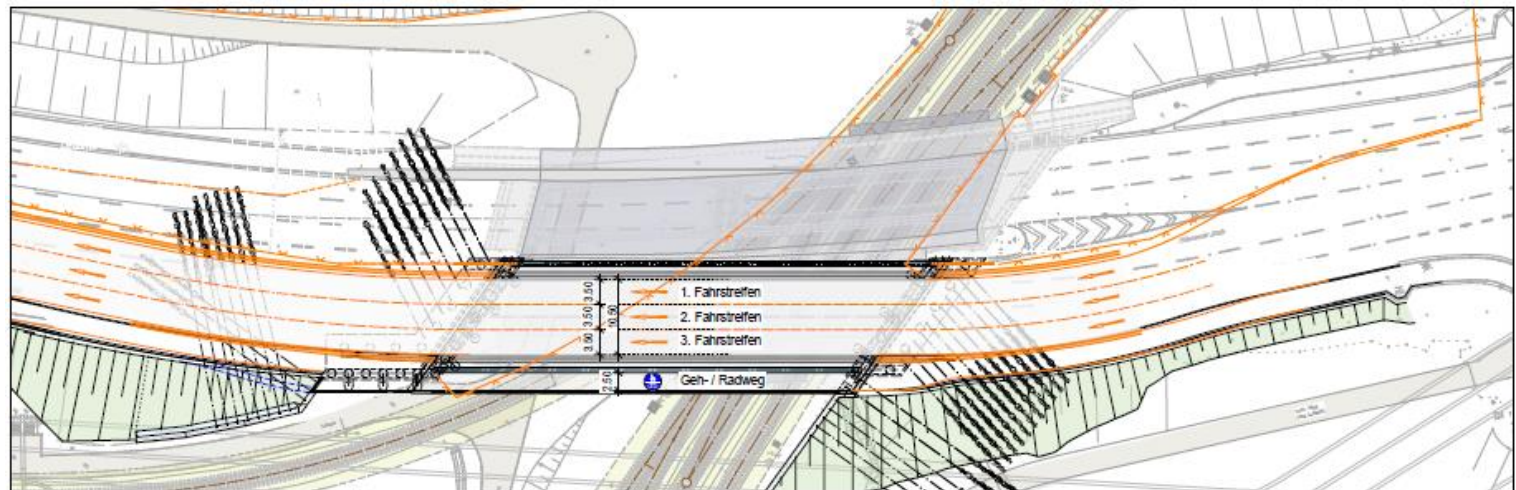 3.50
1. Fahrstreifen
3.50
10.50
2. Fahrstreifen
3.50
3. Fahrstreifen
2.50
Geh- / Radweg